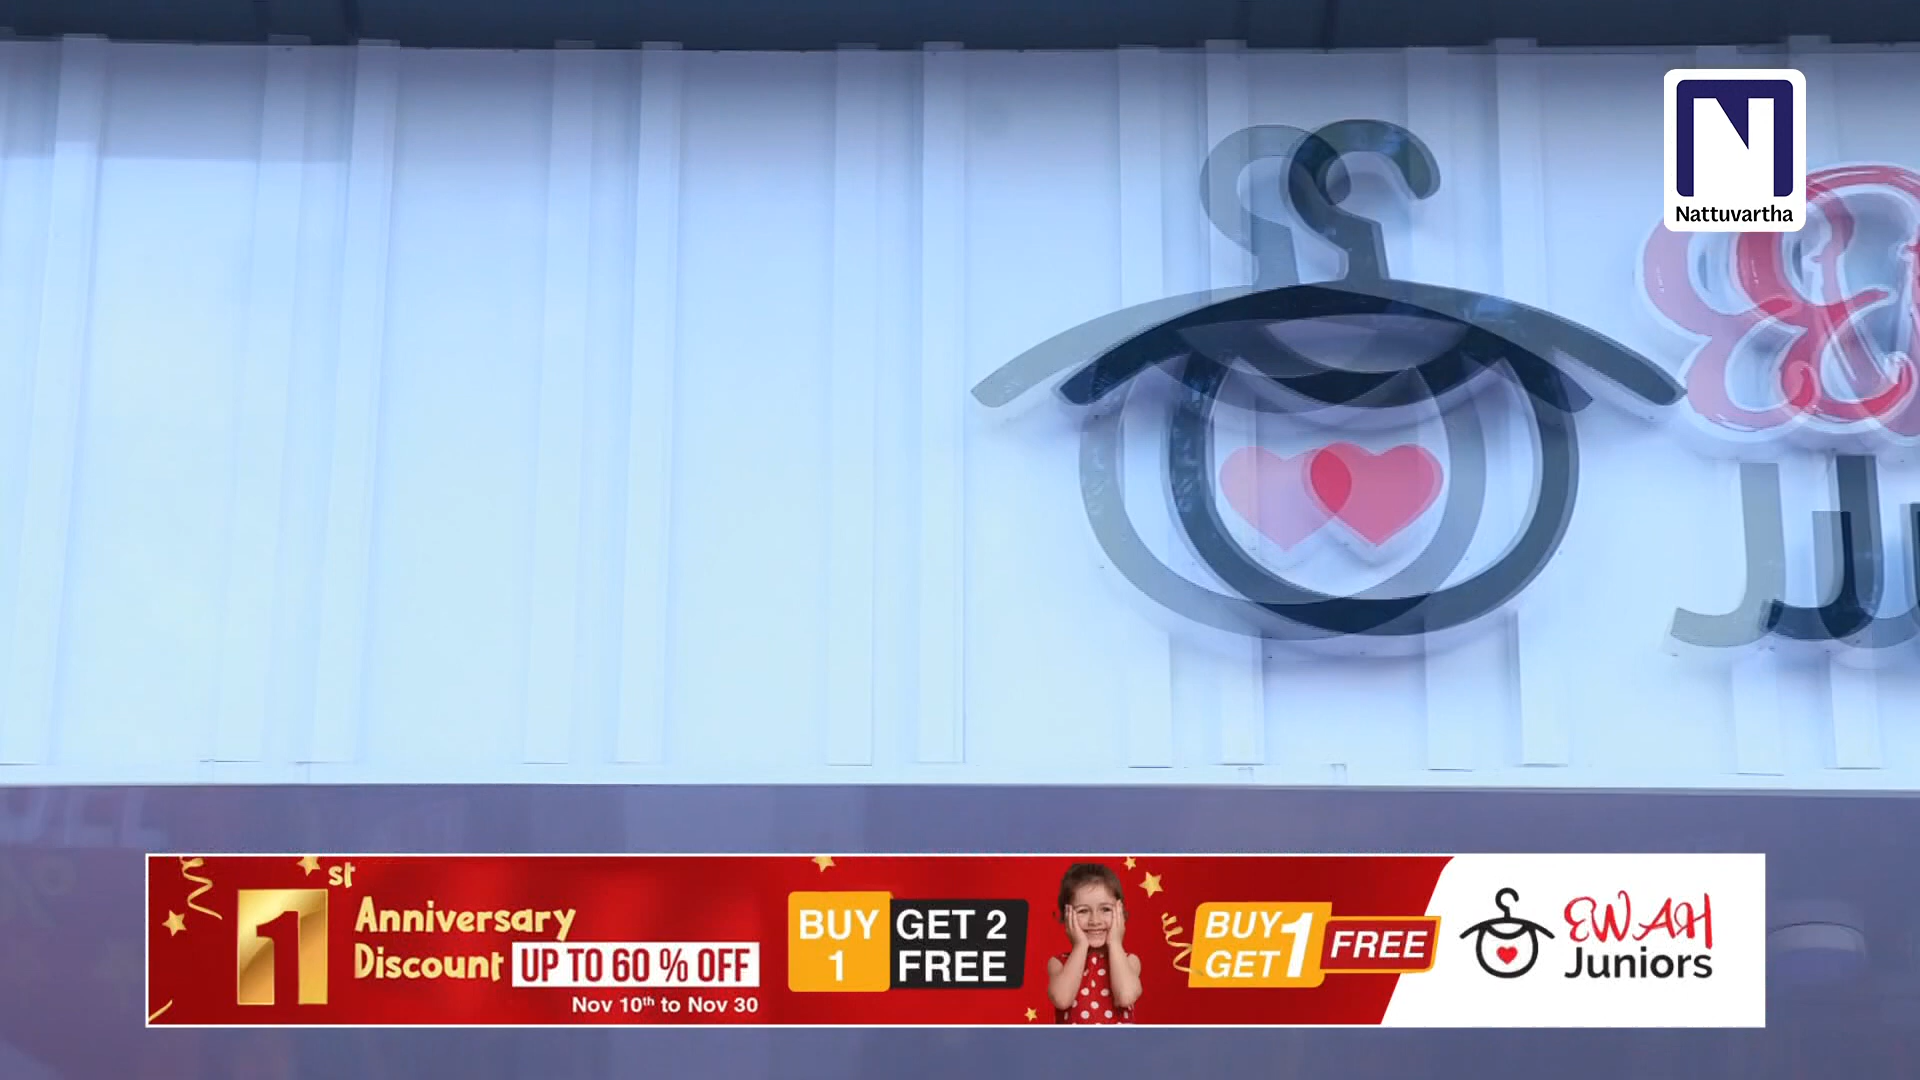 Nattuvartha
1st
Anniversary
Discount UP TO 60 % OFF
Nov 10th to Nov 30
BUY 1
GET 2 FREE
BUY 1
GET 1 FREE
EWAH
Juniors